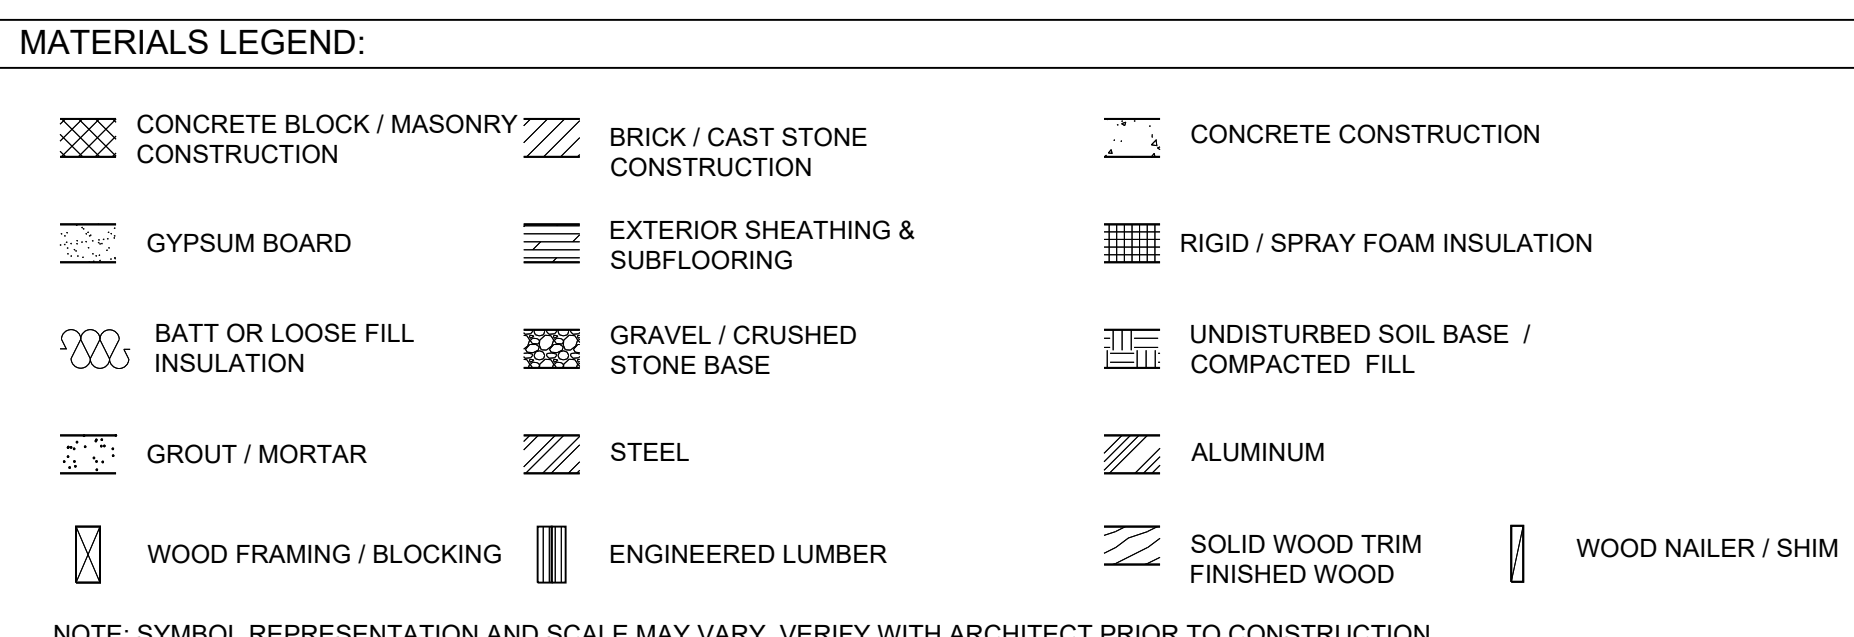 MATERIALS LEGEND:
CONCRETE BLOCK / MASONRY
CONSTRUCTION
BRICK / CAST STONE
CONSTRUCTION
CONCRETE CONSTRUCTION
GYPSUM BOARD
EXTERIOR SHEATHING &
SUBFLOORING
RIGID / SPRAY FOAM INSULATION
BATT OR LOOSE FILL
INSULATION
GRAVEL / CRUSHED
STONE BASE
UNDISTURBED SOIL BASE /
COMPACTED FILL
GROUT / MORTAR
STEEL
ALUMINUM
WOOD FRAMING / BLOCKING
ENGINEERED LUMBER
SOLID WOOD TRIM
FINISHED WOOD
WOOD NAILER / SHIM
NOTE: SYMBOL REPRESENTATION AND SCALE MAY VARY. VERIFY WITH ARCHITECT PRIOR TO CONSTRUCTION